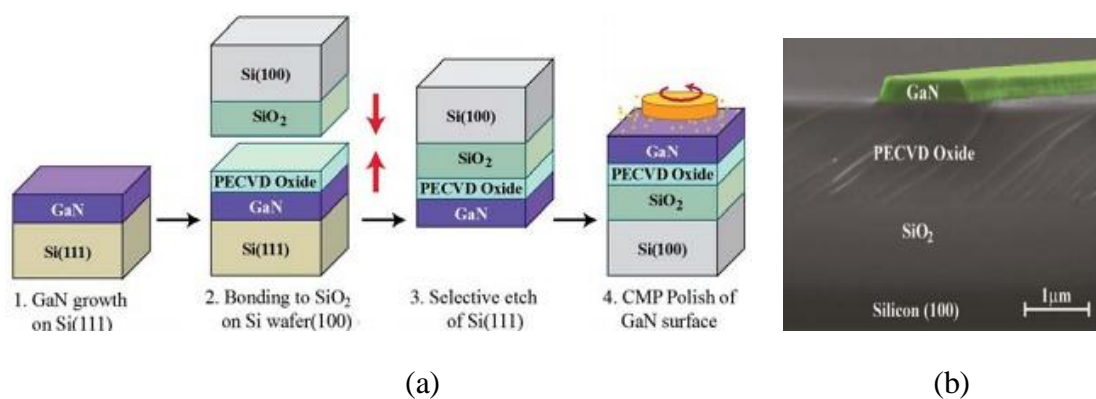 Si(100)
SiO₂
PECVD Oxide
GaN
Si(111)
GaN
Si(111)
Si(100)
SiO₂
PECVD Oxide
GaN
GaN
PECVD Oxide
SiO₂
Si(100)
1. GaN growth
on Si(111)
2. Bonding to SiO₂
on Si wafer(100)
3. Selective etch
of Si(111)
4. CMP Polish of
GaN surface
GaN
PECVD Oxide
SiO₂
Silicon (100)
1µm
(a)
(b)